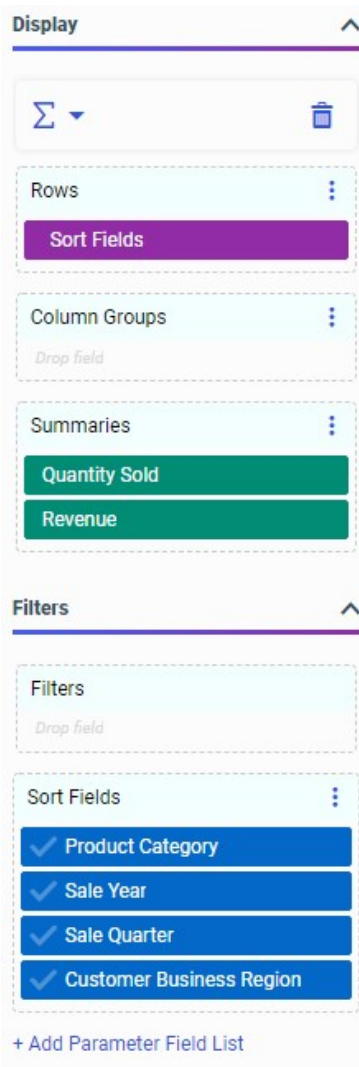 Display
Σ
Rows
Sort Fields
Column Groups
Drop field
Summaries
Quantity Sold
Revenue
Filters
Filters
Drop field
Sort Fields
Product Category
Sale Year
Sale Quarter
Customer Business Region
+ Add Parameter Field List